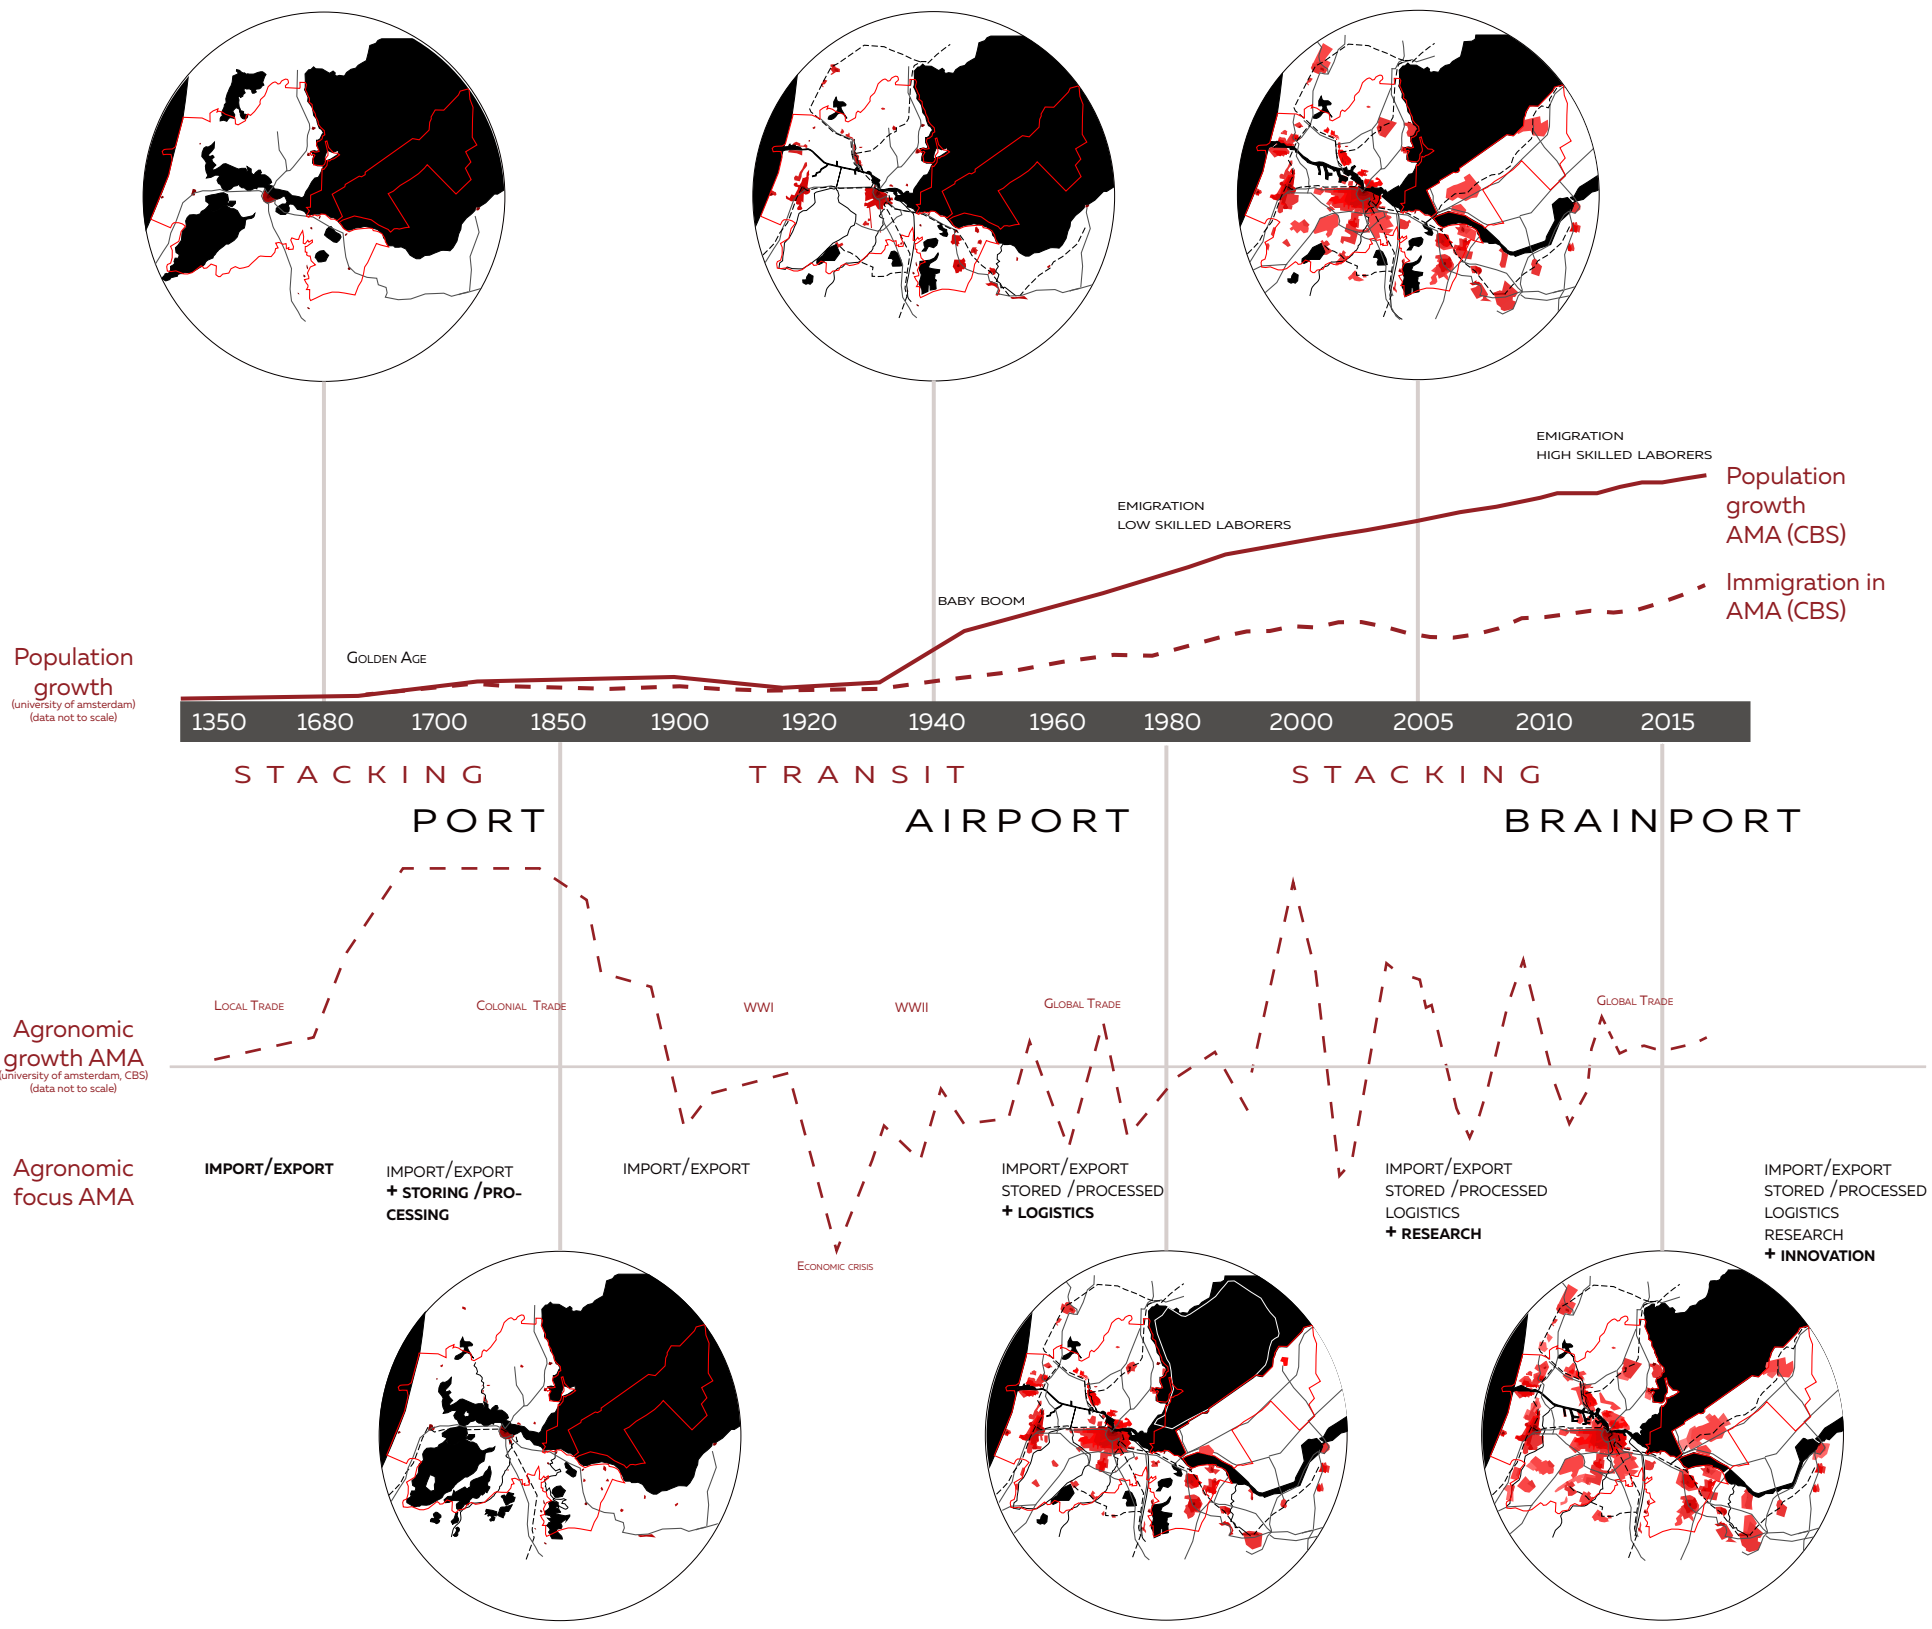 EMIGRATION
HIGH SKILLED LABORERS
Population
growth
AMA (CBS)
EMIGRATION
LOW SKILLED LABORERS
BABY BOOM
Immigration in
AMA (CBS)
Golden Age
Population
growth
(university of amsterdam)
(data not to scale)
1350 1680 1700 1850 1900 1920 1940 1960 1980 2000 2005 2010 2015
STACKING TRANSIT STACKING
PORT AIRPORT BRAINPORT
Local Trade Colonial Trade WWI WWII Global Trade Global Trade
Agronomic
growth AMA
(university of amsterdam, CBS)
(data not to scale)
Economic crisis
Agronomic
focus AMA
IMPORT/EXPORT
IMPORT/EXPORT
+ STORING /PRO-
CESSING
IMPORT/EXPORT
IMPORT/EXPORT
STORED /PROCESSED
+ LOGISTICS
IMPORT/EXPORT
STORED /PROCESSED
LOGISTICS
+ RESEARCH
IMPORT/EXPORT
STORED /PROCESSED
LOGISTICS
RESEARCH
+ INNOVATION